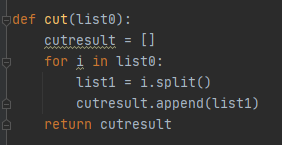 def cut(list0):
    cutresult = []
    for i in list0:
        list1 = i.split()
        cutresult.append(list1)
    return cutresult